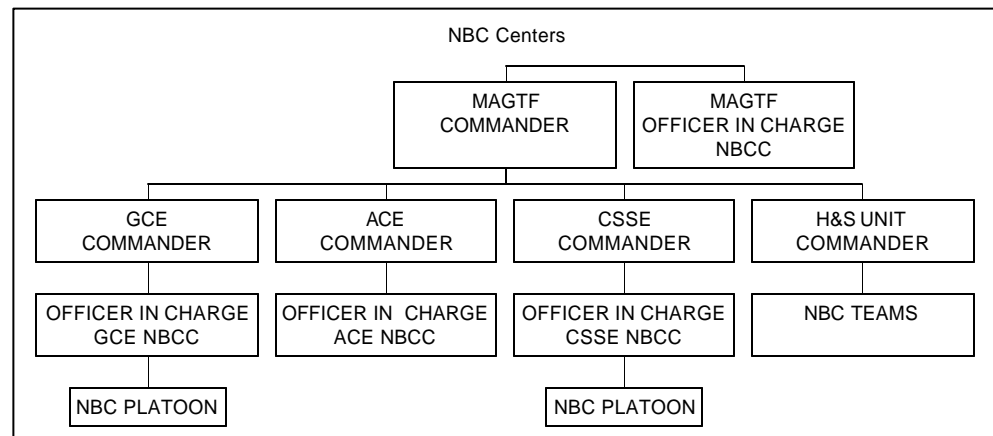 NBC Centers
MAGTF
COMMANDER
MAGTF
OFFICER IN CHARGE
NBCC
GCE
COMMANDER
ACE
COMMANDER
CSSE
COMMANDER
H&S UNIT
COMMANDER
OFFICER IN CHARGE
GCE NBCC
OFFICER IN CHARGE
ACE NBCC
OFFICER IN CHARGE
CSSE NBCC
NBC TEAMS
NBC PLATOON
NBC PLATOON